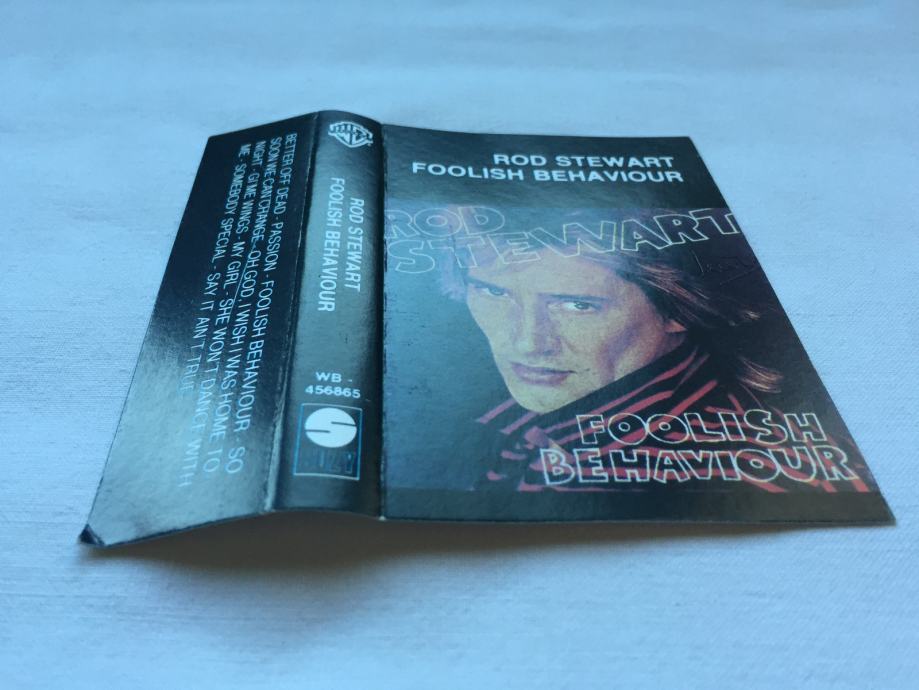 BETTER OFF DEAD - PASSION - FOOLISH BEHAVIOUR - SO
SOON WE CAN CHANGE - OH GOD, I WISH I WAS HOME TO
NIGHT - GI ME WINGS - MY GIRL - SHE WON'T DANCE WITH
ME - SOMEBODY SPECIAL - SAY IT AIN'T TRUE
ROD STEWART
FOOLISH BEHAVIOUR
WB -
456865
ROD STEWART
FOOLISH BEHAVIOUR
ROD
STEWART
FOOLISH
BEHAVIOUR